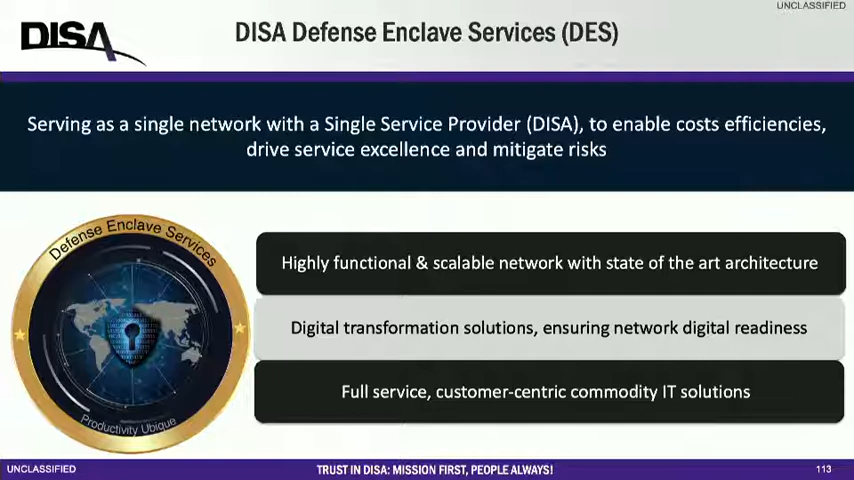 UNCLASSIFIED
DISA
DISA Defense Enclave Services (DES)
Serving as a single network with a Single Service Provider (DISA), to enable costs efficiencies,
drive service excellence and mitigate risks
Defense Enclave Services
Productivity Ubique
Highly functional & scalable network with state of the art architecture
Digital transformation solutions, ensuring network digital readiness
Full service, customer-centric commodity IT solutions
UNCLASSIFIED
TRUST IN DISA: MISSION FIRST, PEOPLE ALWAYS!
113